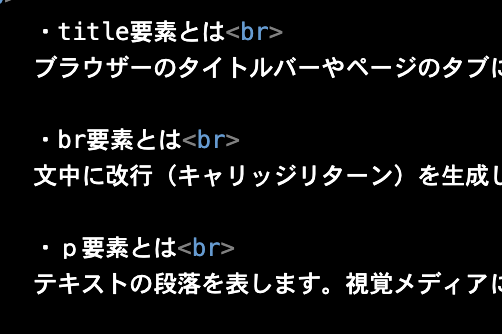 ・title要素とは<br>
ブラウザーのタイトルバーやページのタブに
・br要素とは<br>
文中に改行（キャリッジリターン）を生成し
・ｐ要素とは<br>
テキストの段落を表します。視覚メディアに